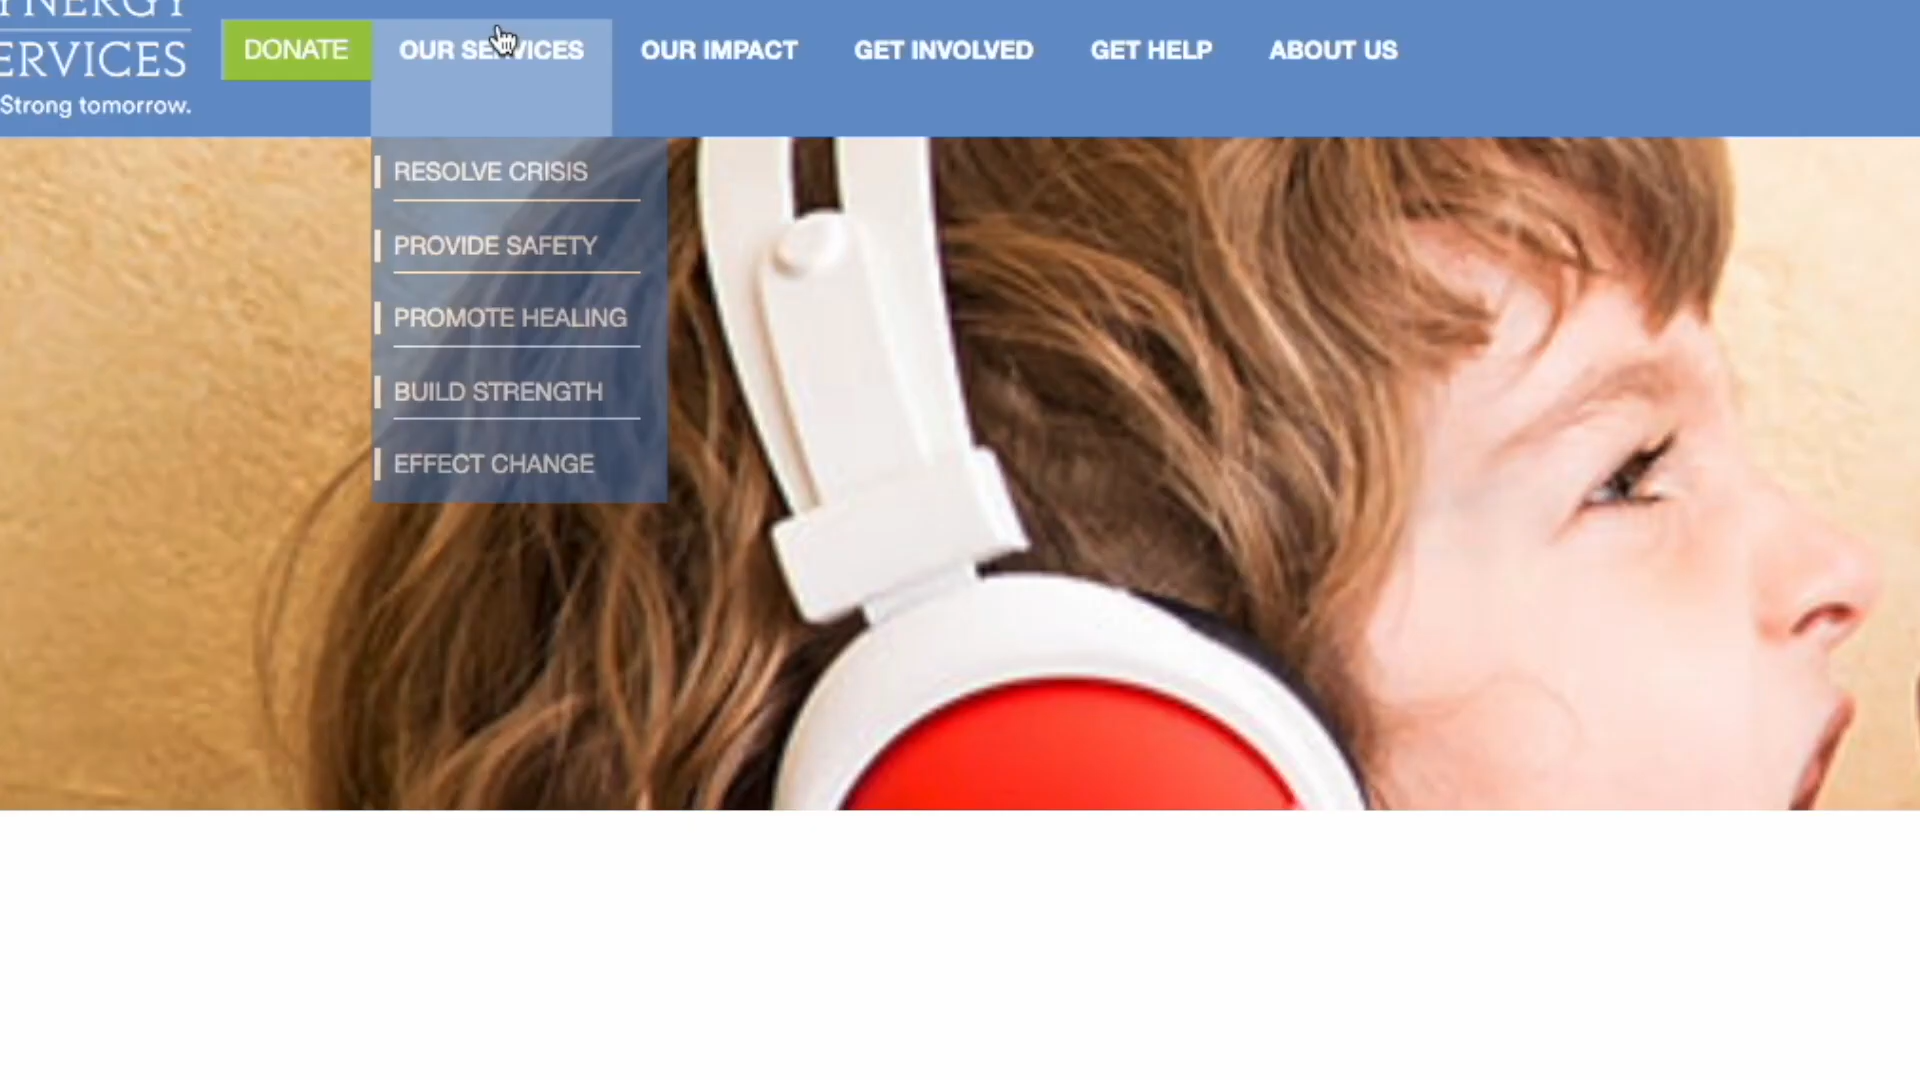 SERVICES
Strong tomorrow.
DONATE
OUR SERVICES
OUR IMPACT
GET INVOLVED
GET HELP
ABOUT US
RESOLVE CRISIS
PROVIDE SAFETY
PROMOTE HEALING
BUILD STRENGTH
EFFECT CHANGE